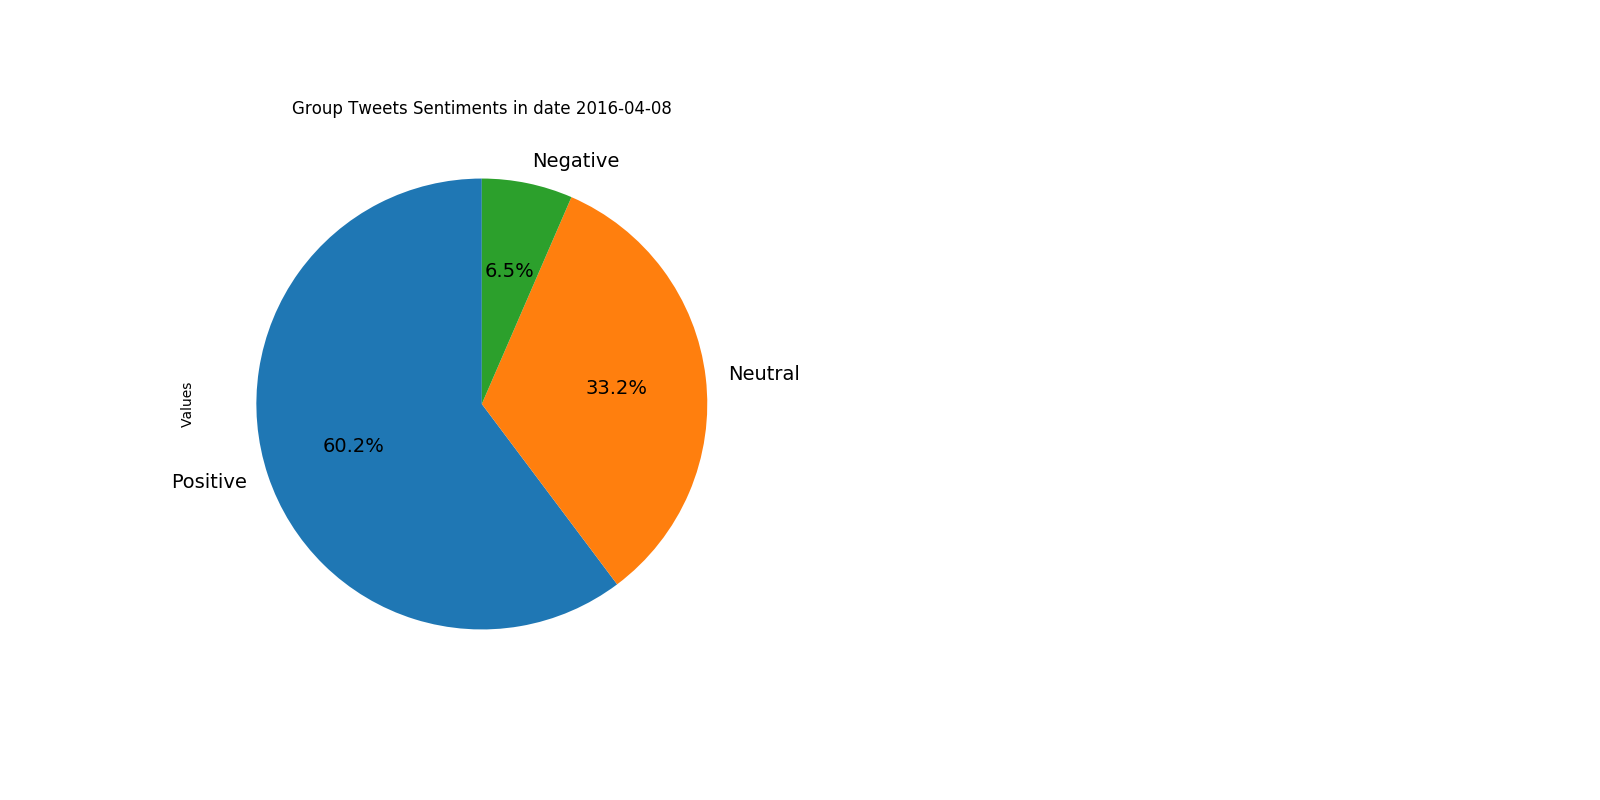 Group Tweets Sentiments in date 2016-04-08
Negative
6.5%
Neutral
33.2%
Values
60.2%
Positive